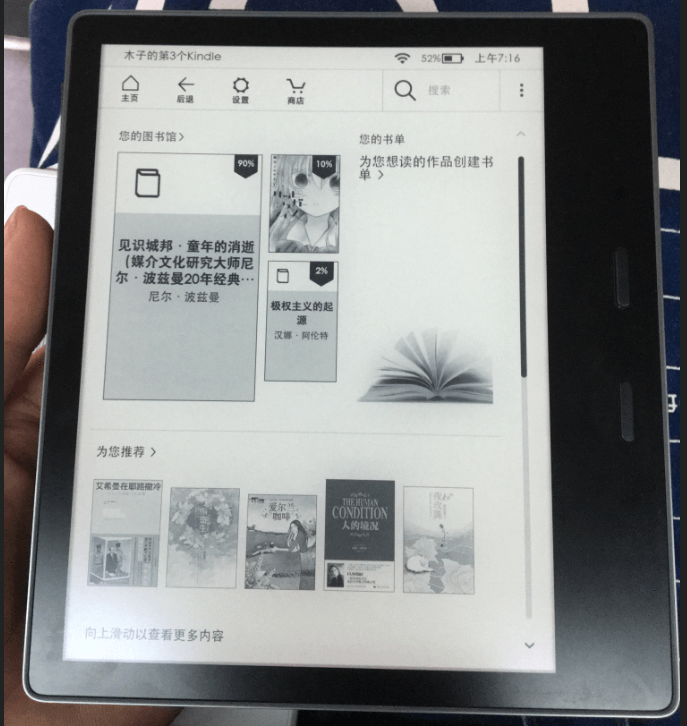 木子的第3个Kindle
52%
上午7:16
主页
后退
设置
商店
搜索
您的图书馆 >
90%
见识城邦·童年的消逝
(媒介文化研究大师尼
尔·波兹曼20年经典…
尼尔·波兹曼
10%
2%
极权主义的起
源
汉娜·阿伦特
您的书单
为您想读的作品创建书
单 >
为您推荐 >
艾希曼在耶路撒冷
爱尔兰
咖啡
THE HUMAN
CONDITION
人的境况
向上滑动以查看更多内容